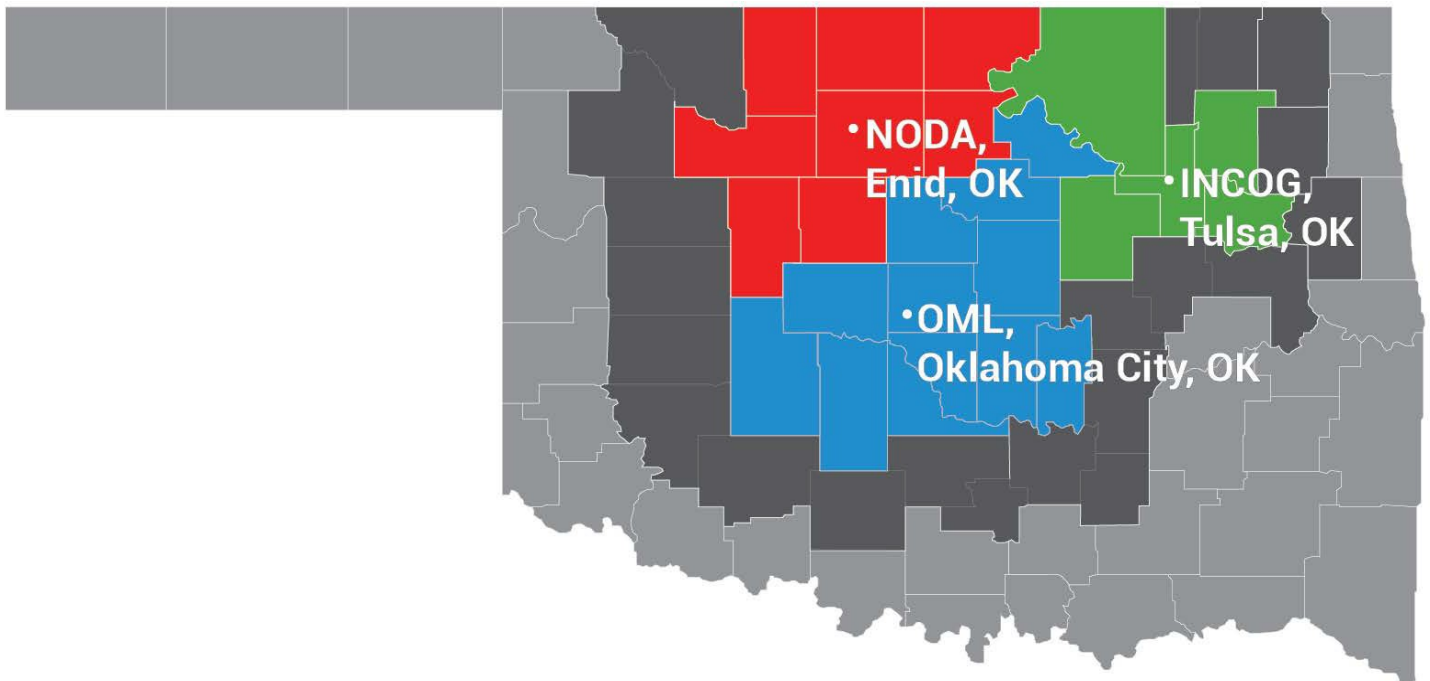 NODA,
Enid, OK
INCOG,
Tulsa, OK
OML,
Oklahoma City, OK